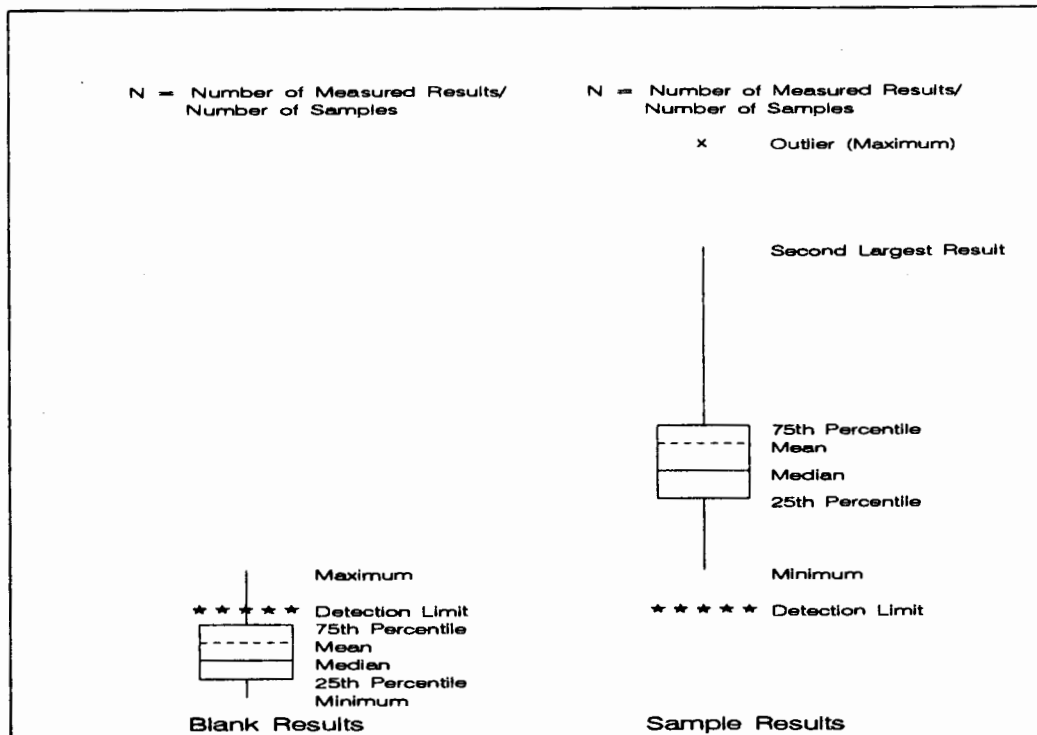 N = Number of Measured Results/
Number of Samples
Maximum
Detection Limit
75th Percentile
Mean
Median
25th Percentile
Minimum
Blank Results
N = Number of Measured Results/
Number of Samples
x Outlier (Maximum)
Second Largest Result
75th Percentile
Mean
Median
25th Percentile
Minimum
Detection Limit
Sample Results